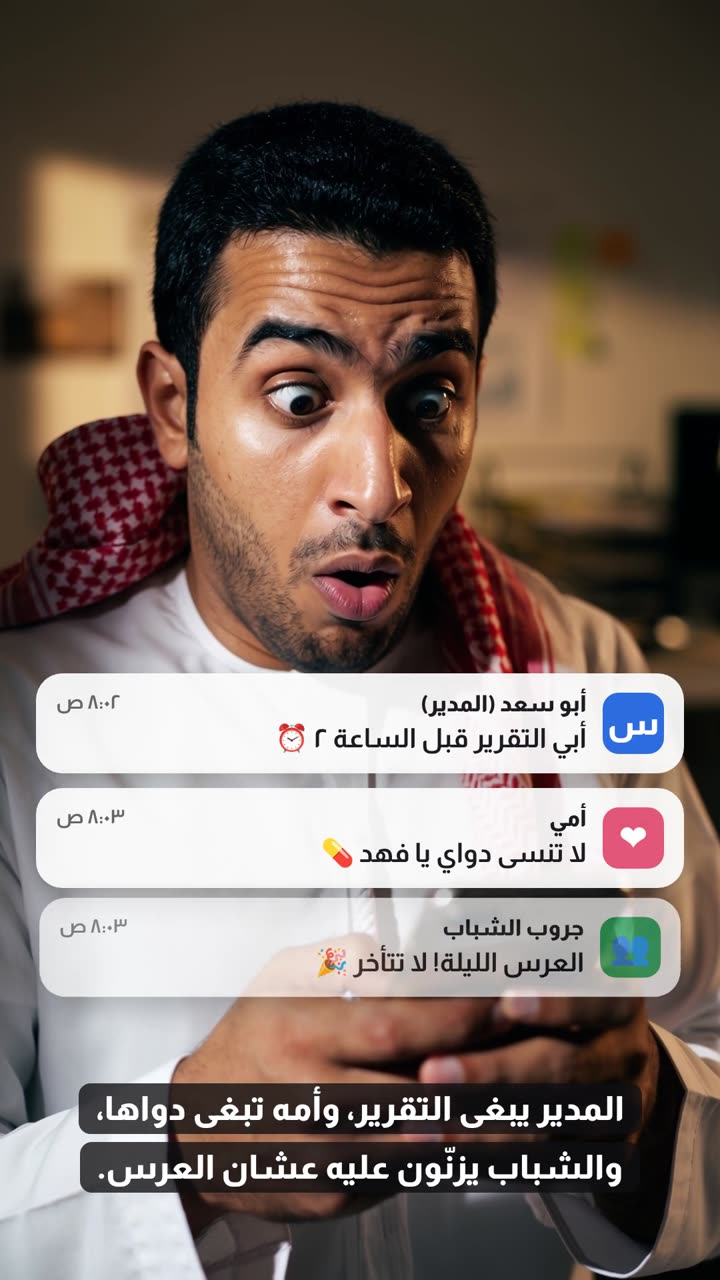 أبو سعد (المدير)
٨:٠٢ ص
س
أبي التقرير قبل الساعة ٢ ⏰
أمي
٨:٠٣ ص
لا تنسى دواي يا فهد 💊
جروب الشباب
٨:٠٣ ص
العرس الليلة! لا تتأخر 🎉
المدير يبغى التقرير، وأمه تبغى دواها،
والشباب يزنّون عليه عشان العرس.